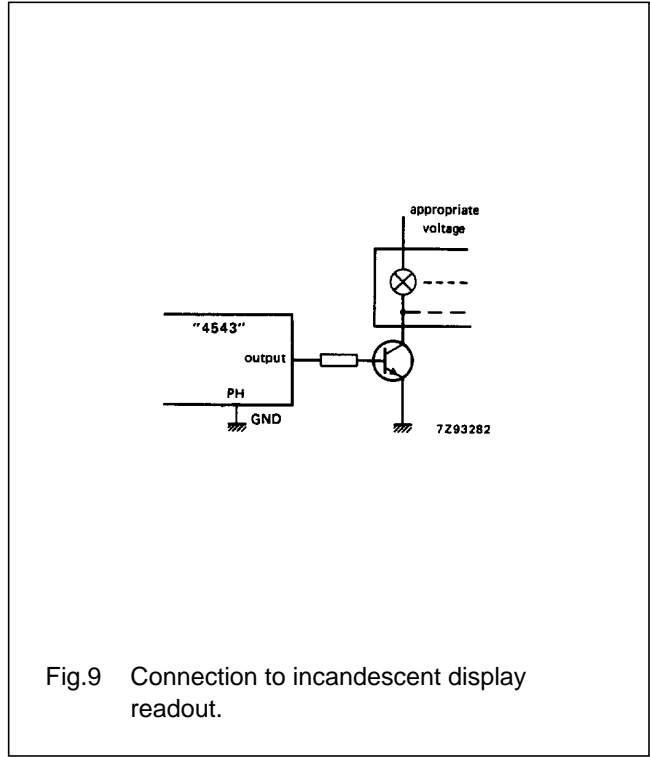 appropriate
voltage
"4543"
output
PH
GND
7Z93282
Fig.9 Connection to incandescent display
readout.